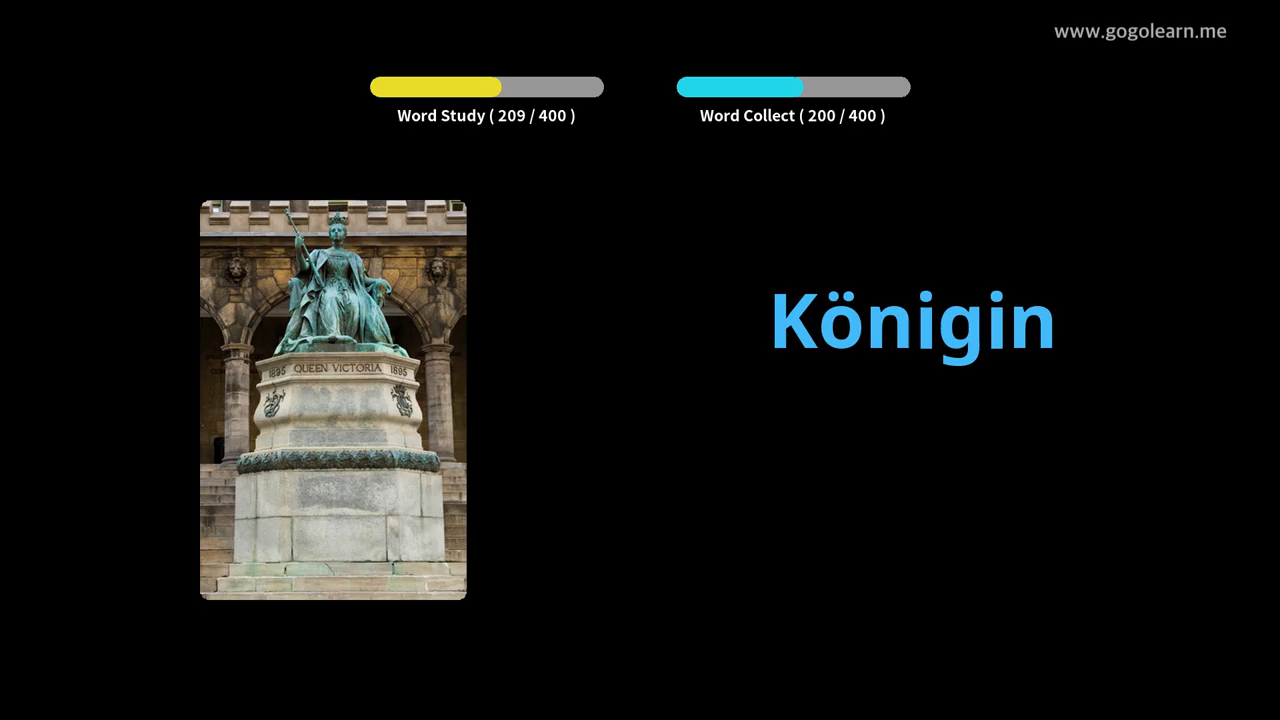 www.gogolearn.me
Word Study ( 209 / 400 )
Word Collect ( 200 / 400 )
Königin
1895 QUEEN VICTORIA 1895